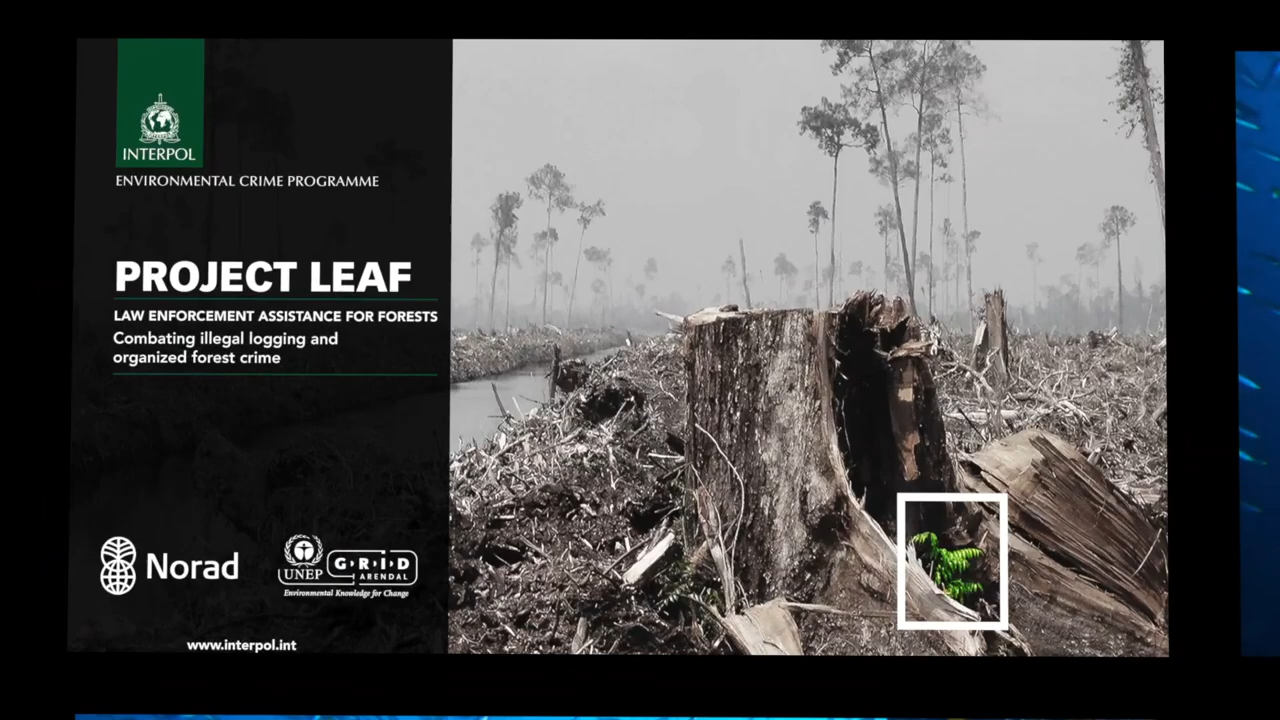 INTERPOL
ENVIRONMENTAL CRIME PROGRAMME
PROJECT LEAF
LAW ENFORCEMENT ASSISTANCE FOR FORESTS
Combating illegal logging and
organized forest crime
Norad
UNEP
G·R·I·D
ARENDAL
Environmental Knowledge for Change
www.interpol.int